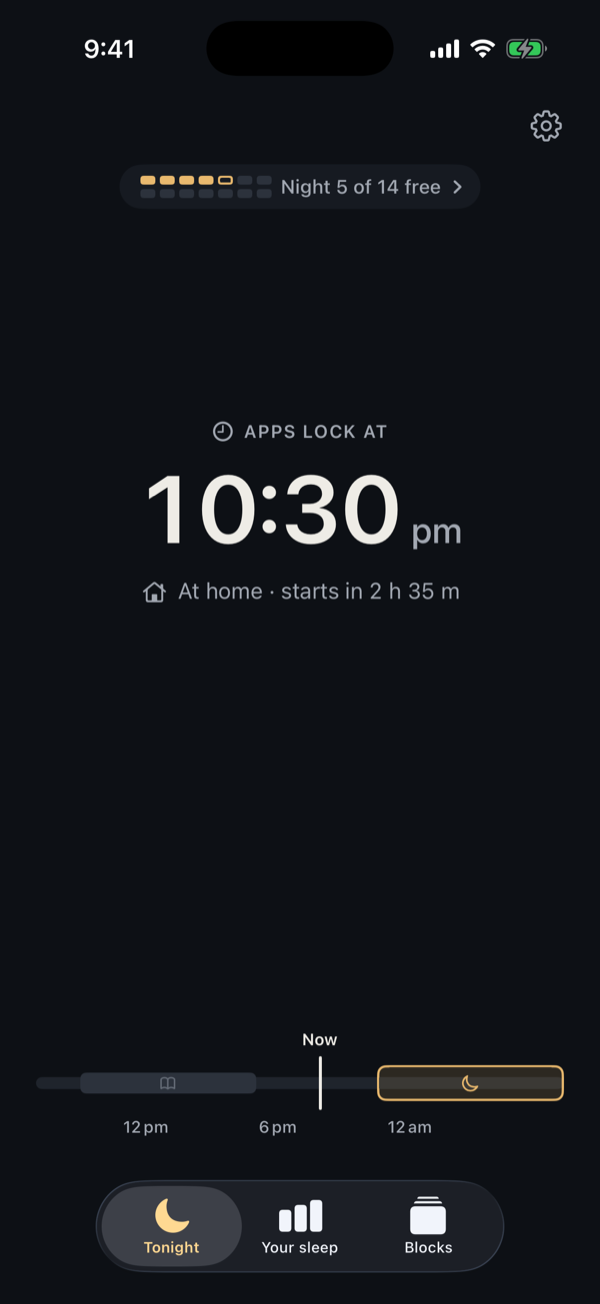 9:41
Night 5 of 14 free
APPS LOCK AT
10:30 pm
At home · starts in 2 h 35 m
Now
12 pm 6 pm 12 am
Tonight Your sleep Blocks